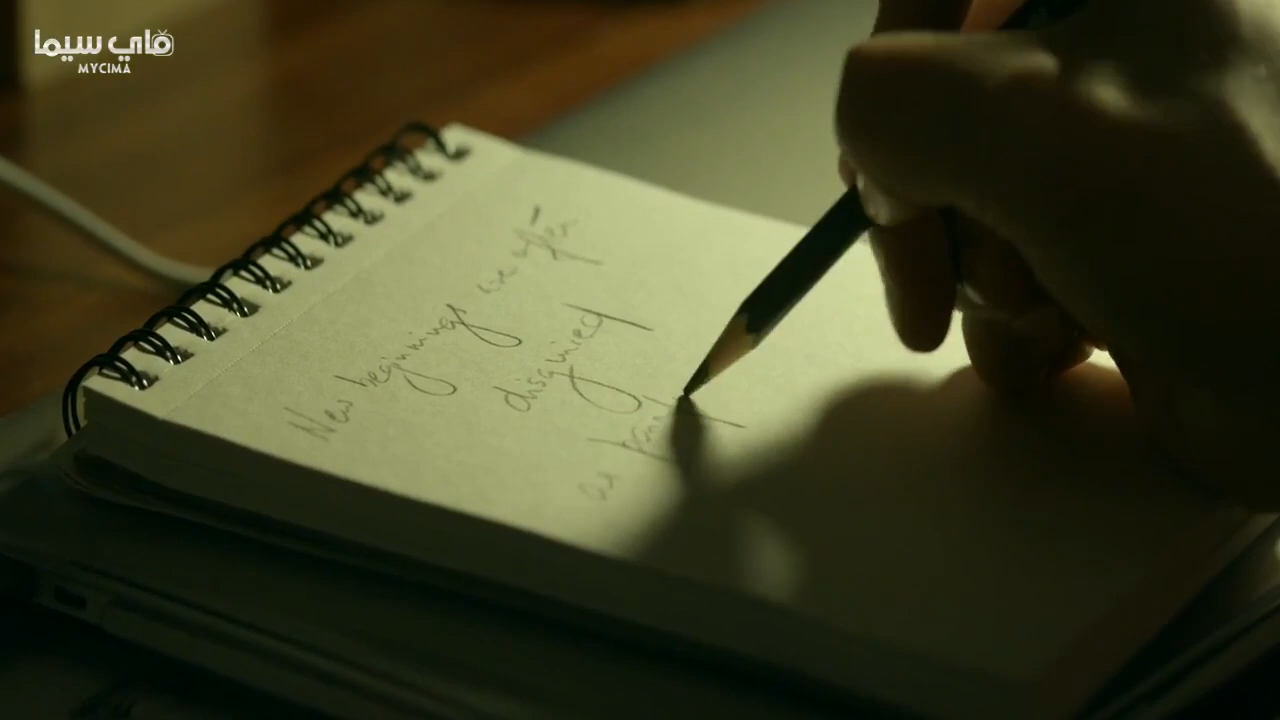 ماي سيما
MYCIMA
New beginnings are often
disguised
as